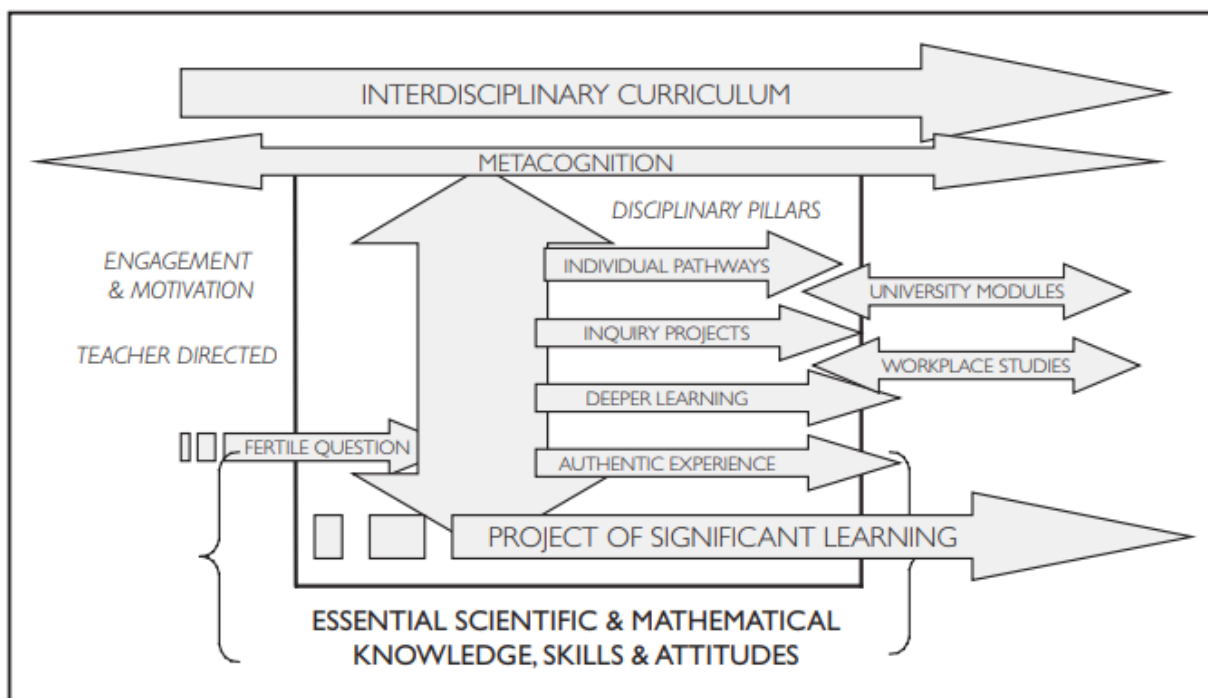 INTERDISCIPLINARY CURRICULUM
METACOGNITION
DISCIPLINARY PILLARS
ENGAGEMENT
& MOTIVATION
TEACHER DIRECTED
INDIVIDUAL PATHWAYS
UNIVERSITY MODULES
INQUIRY PROJECTS
WORKPLACE STUDIES
DEEPER LEARNING
FERTILE QUESTION
AUTHENTIC EXPERIENCE
PROJECT OF SIGNIFICANT LEARNING
ESSENTIAL SCIENTIFIC & MATHEMATICAL
KNOWLEDGE, SKILLS & ATTITUDES